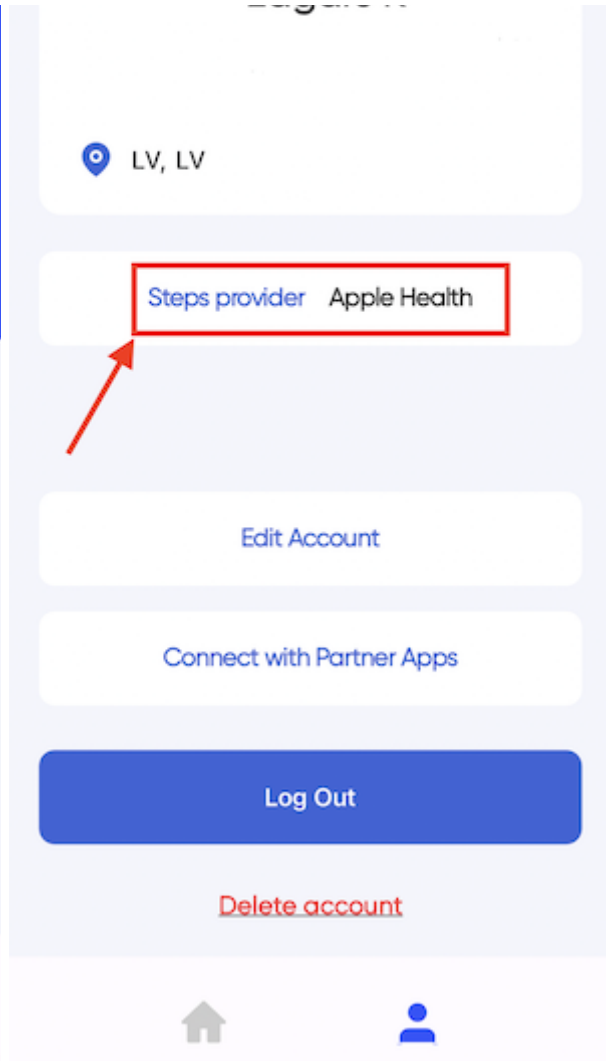 LV, LV
Steps provider Apple Health
Edit Account
Connect with Partner Apps
Log Out
Delete account